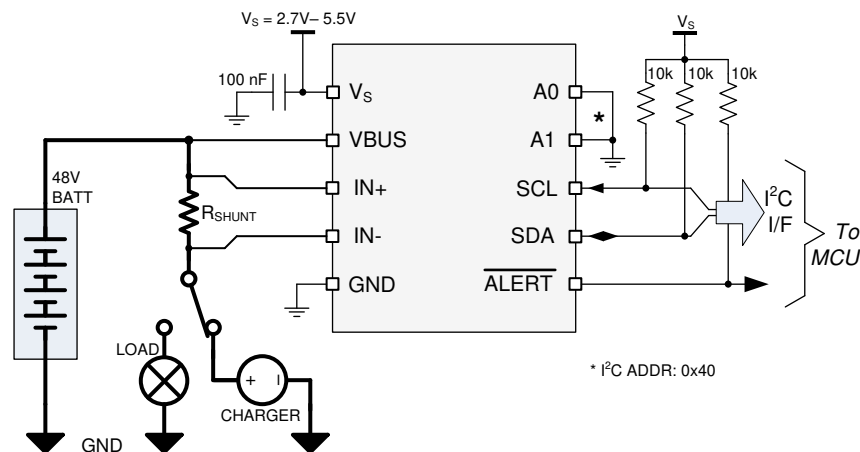 V_S = 2.7V– 5.5V
V_S
100 nF
10k 10k 10k
V_S
A0
*
VBUS
A1
48V
BATT
IN+
SCL
I²C
I/F
R_SHUNT
IN-
SDA
To
MCU
GND
ALERT
LOAD
* I²C ADDR: 0x40
+ I
CHARGER
GND